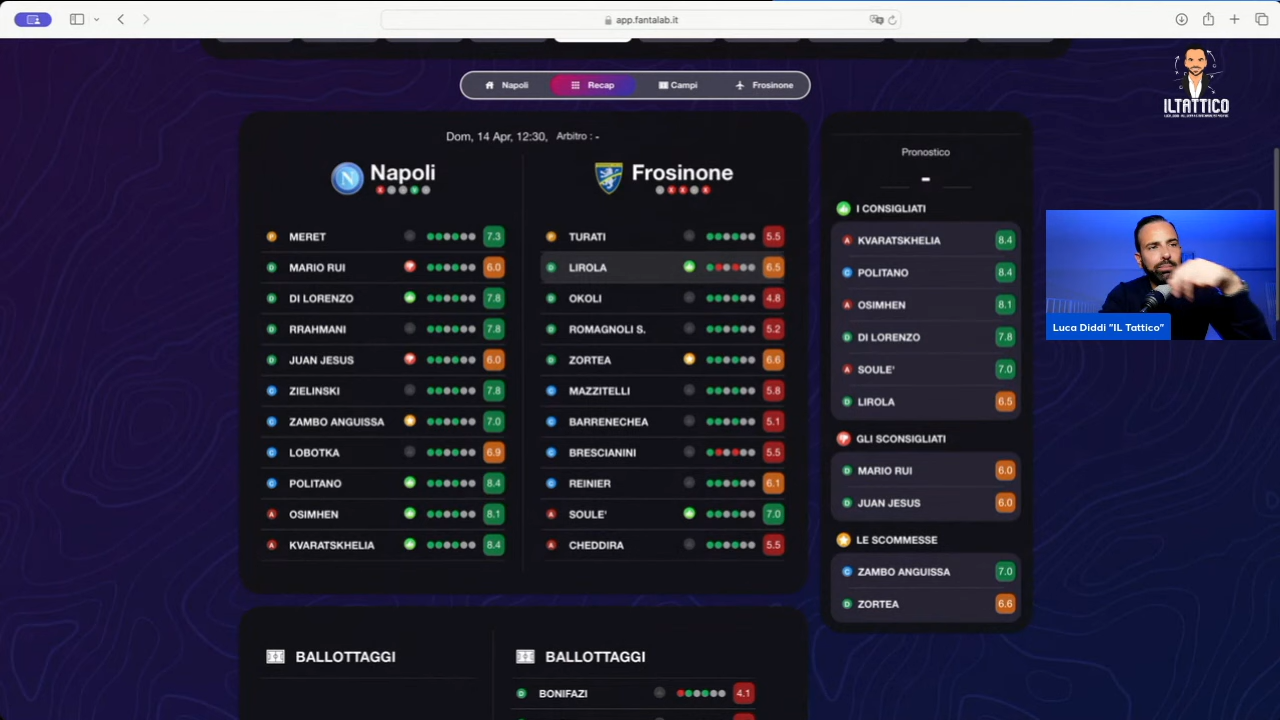 app.fantalab.it
Napoli
Recap
Campi
Frosinone
ILTATTICO
Dom, 14 Apr, 12:30, Arbitro : -
Napoli
Frosinone
P MERET 7.3
D MARIO RUI 6.0
D DI LORENZO 7.8
D RRAHMANI 7.8
D JUAN JESUS 6.0
C ZIELINSKI 7.8
C ZAMBO ANGUISSA 7.0
C LOBOTKA 6.9
C POLITANO 8.4
A OSIMHEN 8.1
A KVARATSKHELIA 8.4
P TURATI 5.5
D LIROLA 6.5
D OKOLI 4.8
D ROMAGNOLI S. 5.2
D ZORTEA 6.6
C MAZZITELLI 5.8
C BARRENECHEA 5.1
C BRESCIANINI 5.5
C REINIER 6.1
A SOULE' 7.0
A CHEDDIRA 5.5
Pronostico
-
I CONSIGLIATI
A KVARATSKHELIA 8.4
C POLITANO 8.4
A OSIMHEN 8.1
D DI LORENZO 7.8
A SOULE' 7.0
D LIROLA 6.5
GLI SCONSIGLIATI
D MARIO RUI 6.0
D JUAN JESUS 6.0
LE SCOMMESSE
C ZAMBO ANGUISSA 7.0
D ZORTEA 6.6
Luca Diddi "IL Tattico"
BALLOTTAGGI
BALLOTTAGGI
D BONIFAZI 4.1